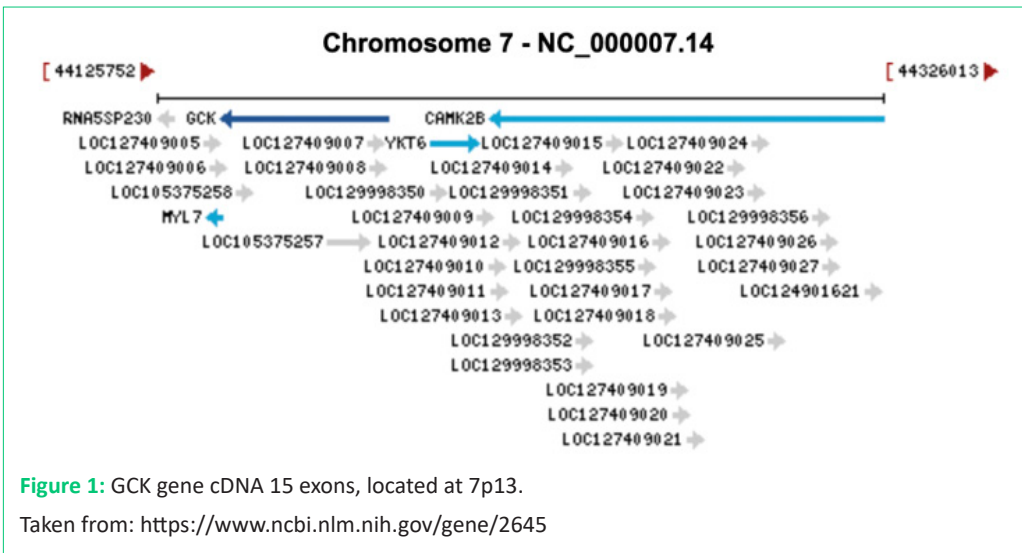 Chromosome 7 - NC_000007.14
[ 44125752 [ 44326013
RNA5SP230 GCK CAMK2B
LOC127409005 LOC127409007 YKT6 LOC127409015 LOC127409024
LOC127409006 LOC127409008 LOC127409014 LOC127409022
LOC105375258 LOC129998350 LOC129998351 LOC127409023
MYL7 LOC127409009 LOC129998354 LOC129998356
LOC105375257 LOC127409012 LOC127409016 LOC127409026
LOC127409010 LOC129998355 LOC127409027
LOC127409011 LOC127409017 LOC124901621
LOC127409013 LOC127409018
LOC129998352 LOC127409025
LOC129998353
LOC127409019
LOC127409020
LOC127409021
Figure 1: GCK gene cDNA 15 exons, located at 7p13.
Taken from: https://www.ncbi.nlm.nih.gov/gene/2645